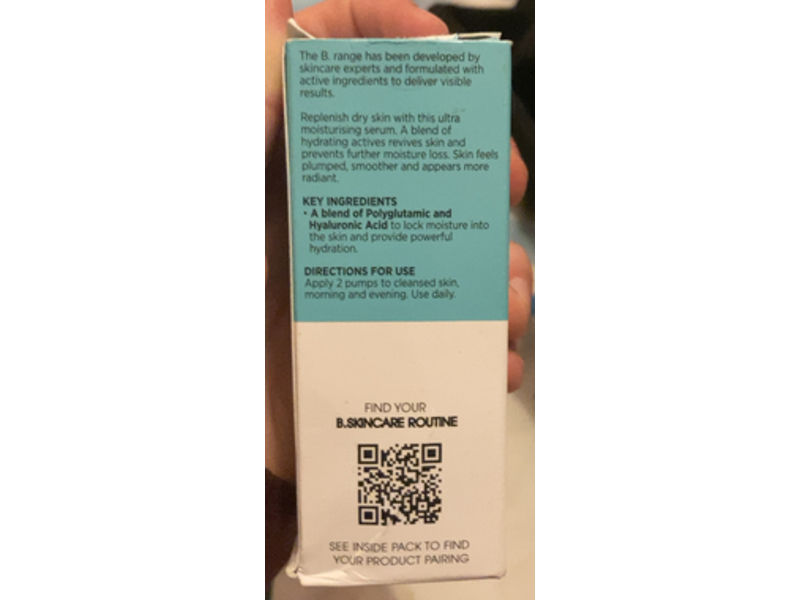 The B. range has been developed by
skincare experts and formulated with
active ingredients to deliver visible
results.
Replenish dry skin with this ultra
moisturising serum. A blend of
hydrating actives revives skin and
prevents further moisture loss. Skin feels
plumped, smoother and appears more
radiant.
KEY INGREDIENTS
• A blend of Polyglutamic and
Hyaluronic Acid to lock moisture into
the skin and provide powerful
hydration.
DIRECTIONS FOR USE
Apply 2 pumps to cleansed skin,
morning and evening. Use daily.
FIND YOUR
B.SKINCARE ROUTINE
SEE INSIDE PACK TO FIND
YOUR PRODUCT PAIRING